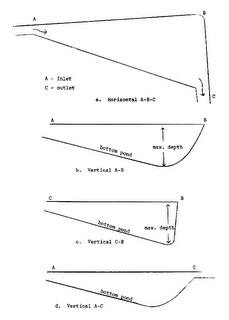 A
B
A - Inlet
C - outlet
C
a. Horizontal A-B-C
A B
max. depth
bottom pond
b. Vertical A-B
C B
max. depth
bottom pond
c. Vertical C-B
A C
bottom pond
d. Vertical A-C